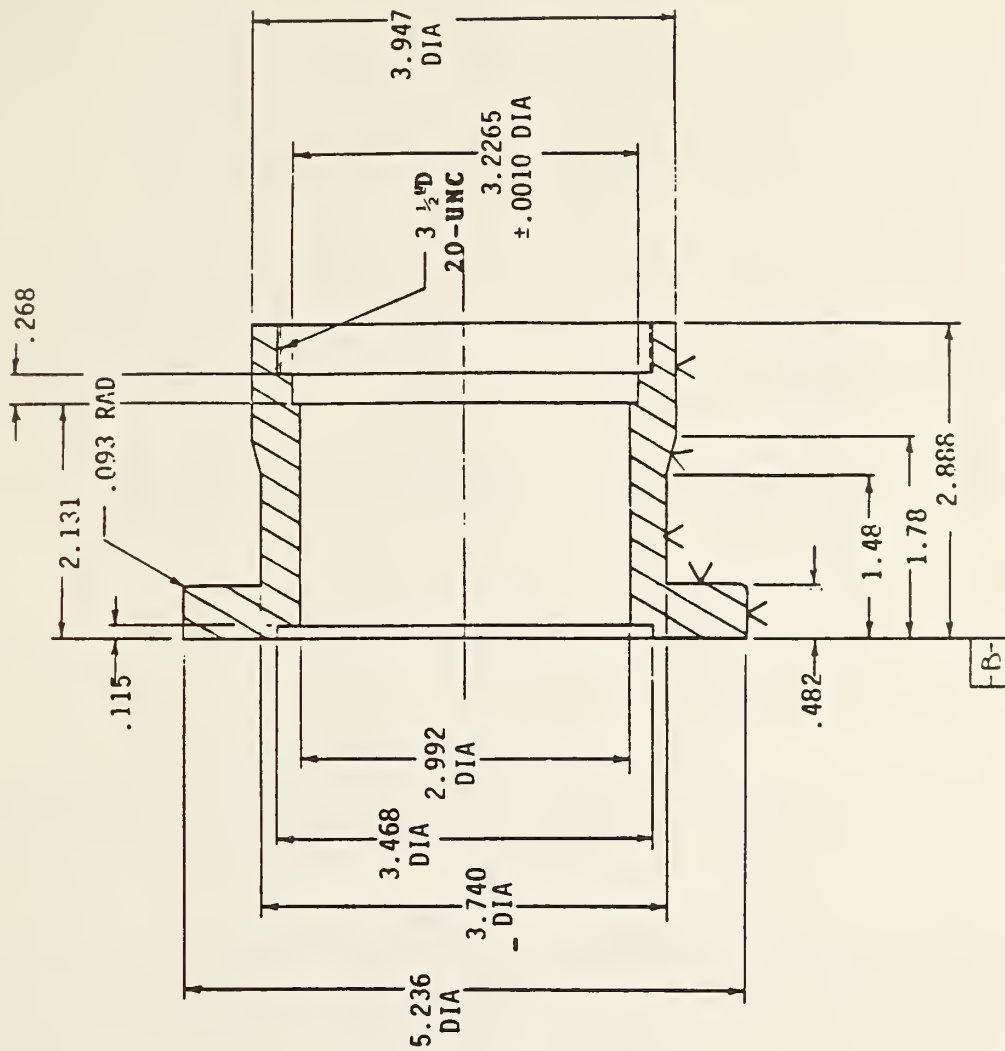 3.947
DIA
3.2265
±.0010 DIA
3 ½"D
20-UNC
.268
.093 RAD
2.131
.115
2.992
DIA
3.468
DIA
3.740
DIA
5.236
DIA
.482
1.48
1.78
2.888
-B-